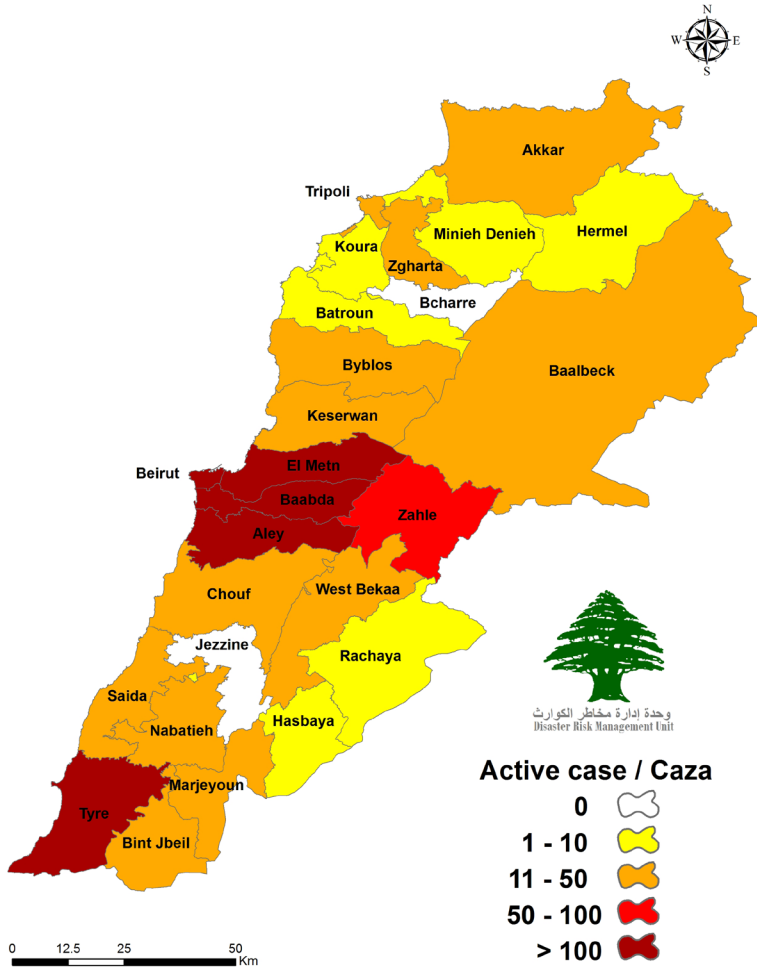 N
W E
S
Akkar
Tripoli
Minieh Denieh
Hermel
Koura
Zgharta
Bcharre
Batroun
Byblos
Baalbeck
Keserwan
El Metn
Beirut
Baabda
Zahle
Aley
West Bekaa
Chouf
Jezzine
Rachaya
Saida
Hasbaya
Nabatieh
Marjeyoun
Tyre
Bint Jbeil
وحدة إدارة مخاطر الكوارث
Disaster Risk Management Unit
Active case / Caza
0
1 - 10
11 - 50
50 - 100
> 100
0 12.5 25 50
Km